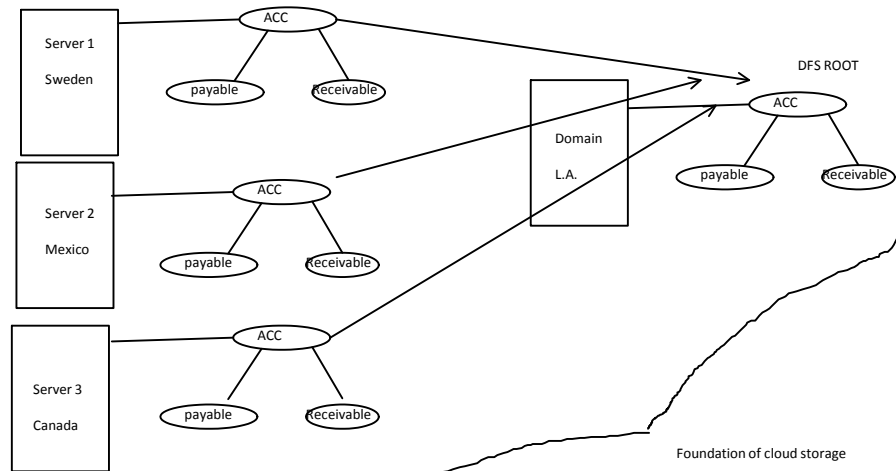 Server 1
Sweden
ACC
payable
Receivable
Server 2
Mexico
ACC
payable
Receivable
Server 3
Canada
ACC
payable
Receivable
Domain
L.A.
DFS ROOT
ACC
payable
Receivable
Foundation of cloud storage